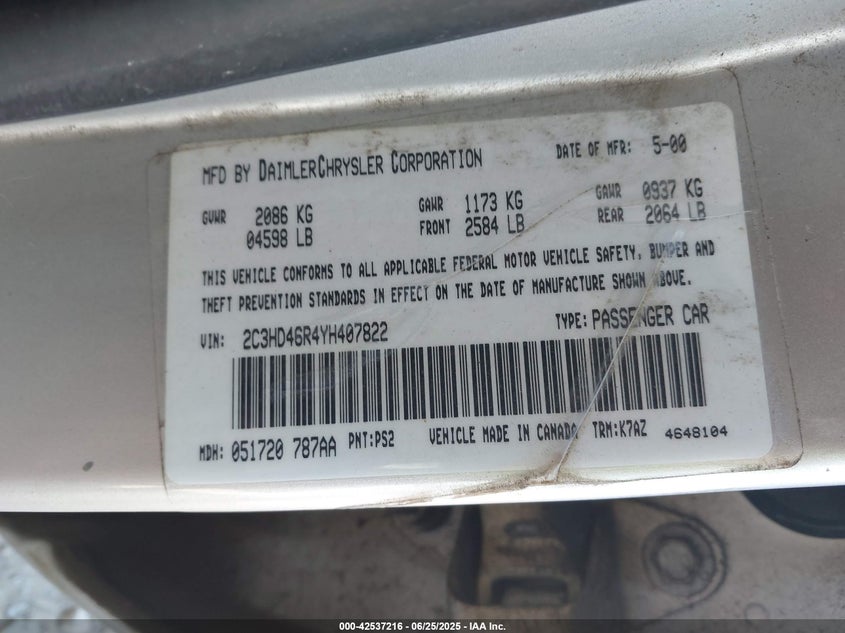 MFD BY DAIMLERCHRYSLER CORPORATION DATE OF MFR: 5-00
GVWR 2086 KG GAWR 1173 KG GAWR 0937 KG
04598 LB FRONT 2584 LB REAR 2064 LB
THIS VEHICLE CONFORMS TO ALL APPLICABLE FEDERAL MOTOR VEHICLE SAFETY, BUMPER AND
THEFT PREVENTION STANDARDS IN EFFECT ON THE DATE OF MANUFACTURE SHOWN ABOVE.
VIN: 2C3HD46R4YH407822 TYPE: PASSENGER CAR
MDH: 051720 787AA PNT:PS2 VEHICLE MADE IN CANADA TRM:K7AZ 4648104
000-42537216 - 06/25/2025 - IAA Inc.